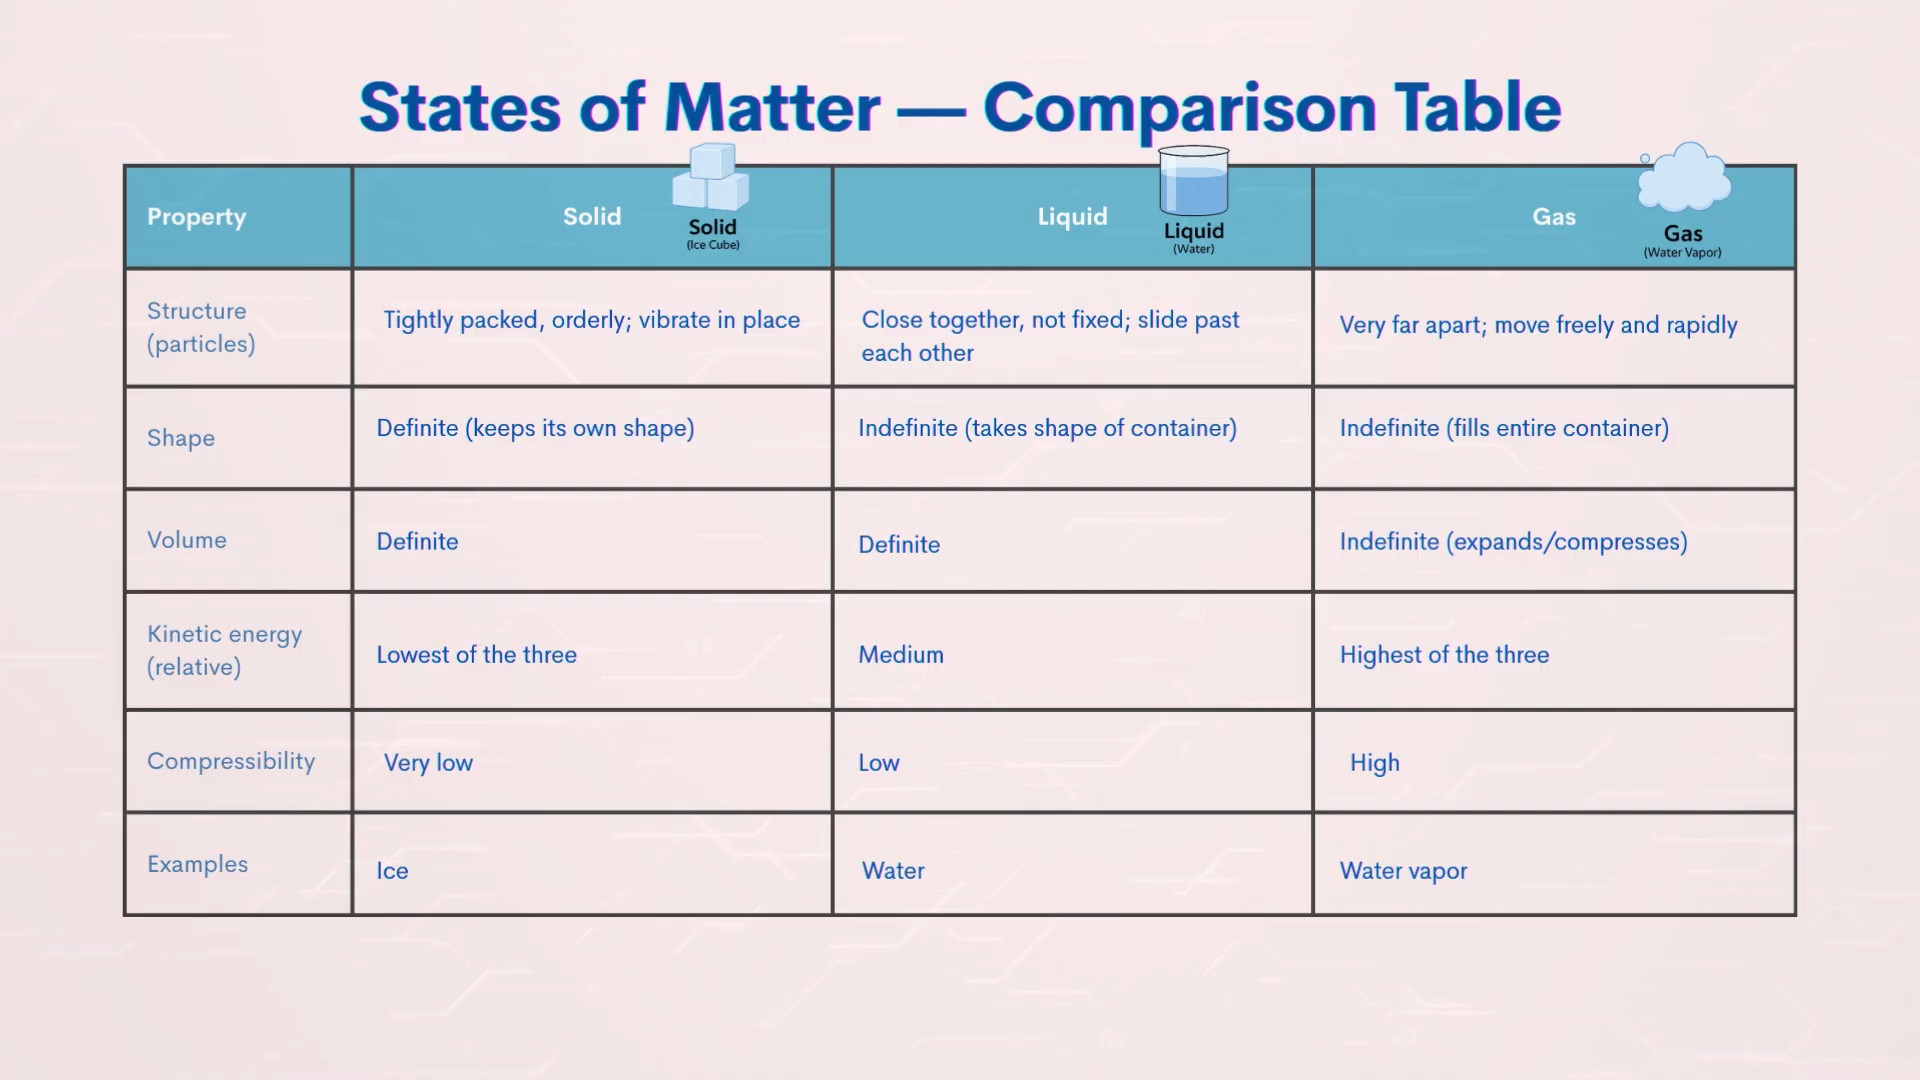 States of Matter — Comparison Table
Property
Solid
Solid
(Ice Cube)
Liquid
Liquid
(Water)
Gas
Gas
(Water Vapor)
Structure
(particles)
Tightly packed, orderly; vibrate in place
Close together, not fixed; slide past
each other
Very far apart; move freely and rapidly
Shape
Definite (keeps its own shape)
Indefinite (takes shape of container)
Indefinite (fills entire container)
Volume
Definite
Definite
Indefinite (expands/compresses)
Kinetic energy
(relative)
Lowest of the three
Medium
Highest of the three
Compressibility
Very low
Low
High
Examples
Ice
Water
Water vapor